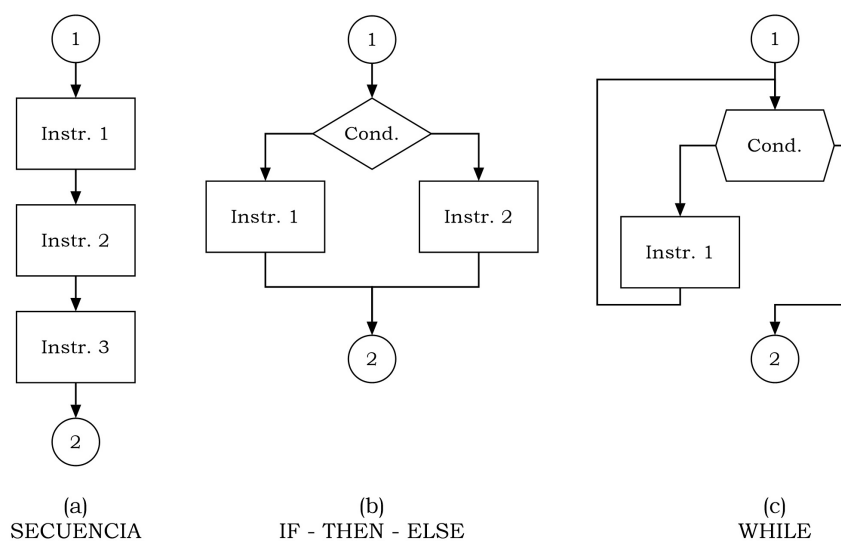 1
Instr. 1
Instr. 2
Instr. 3
2
(a)
SECUENCIA
1
Cond.
Instr. 1
Instr. 2
2
(b)
IF - THEN - ELSE
1
Cond.
Instr. 1
2
(c)
WHILE